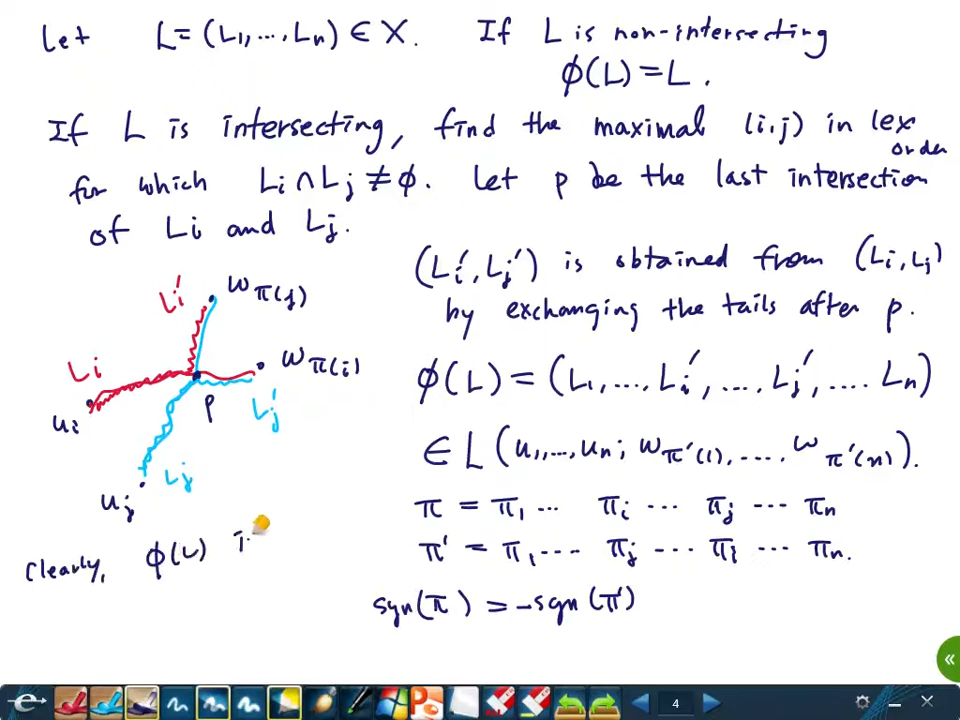 Let L = (L₁, ..., Lₙ) ∈ X. If L is non-intersecting
φ(L) = L.
If L is intersecting, find the maximal (i,j) in lex order
for which Li ∩ Lj ≠ φ. Let p be the last intersection
of Li and Lj.
(Li', Lj') is obtained from (Li, Lj)
by exchanging the tails after p.
Li' wπ(j)
Li wπ(i)
ui p Lj'
Lj
uj
φ(L) = (L₁, ..., Li', ..., Lj', .... Lₙ)
∈ L (u₁, ..., uₙ; wπ'(1), ..., wπ'(n)).
π = π₁ ... πi ... πj ... πₙ
π' = π₁ ... πj ... πi ... πₙ.
Clearly, φ(L) i
sgn(π) = -sgn(π')
4